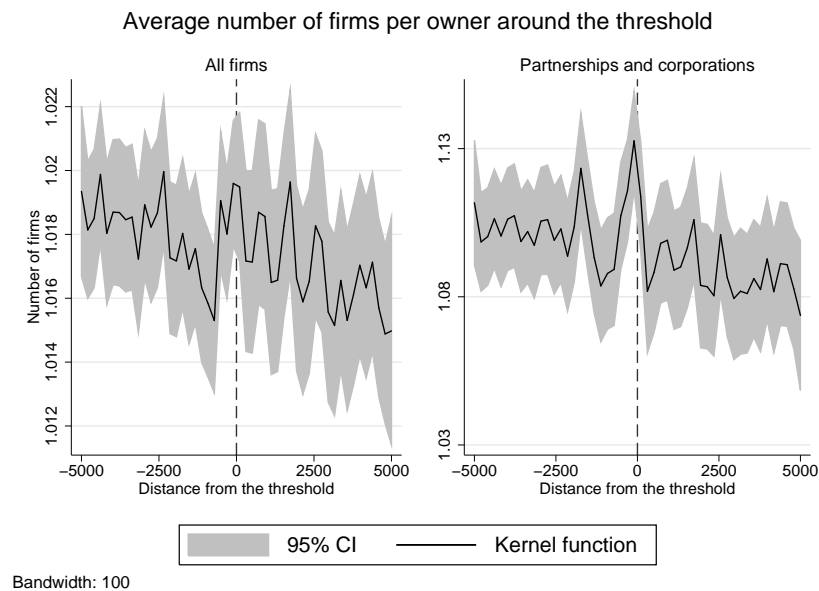 Average number of firms per owner around the threshold
All firms
Number of firms
1.022
1.02
1.018
1.016
1.014
1.012
−5000 −2500 0 2500 5000
Distance from the threshold
Partnerships and corporations
1.13
1.08
1.03
−5000 −2500 0 2500 5000
Distance from the threshold
95% CI Kernel function
Bandwidth: 100